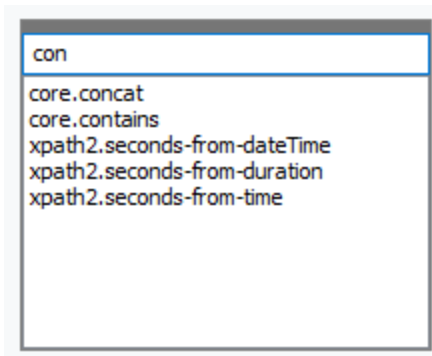 con
core.concat
core.contains
xpath2.seconds-from-dateTime
xpath2.seconds-from-duration
xpath2.seconds-from-time